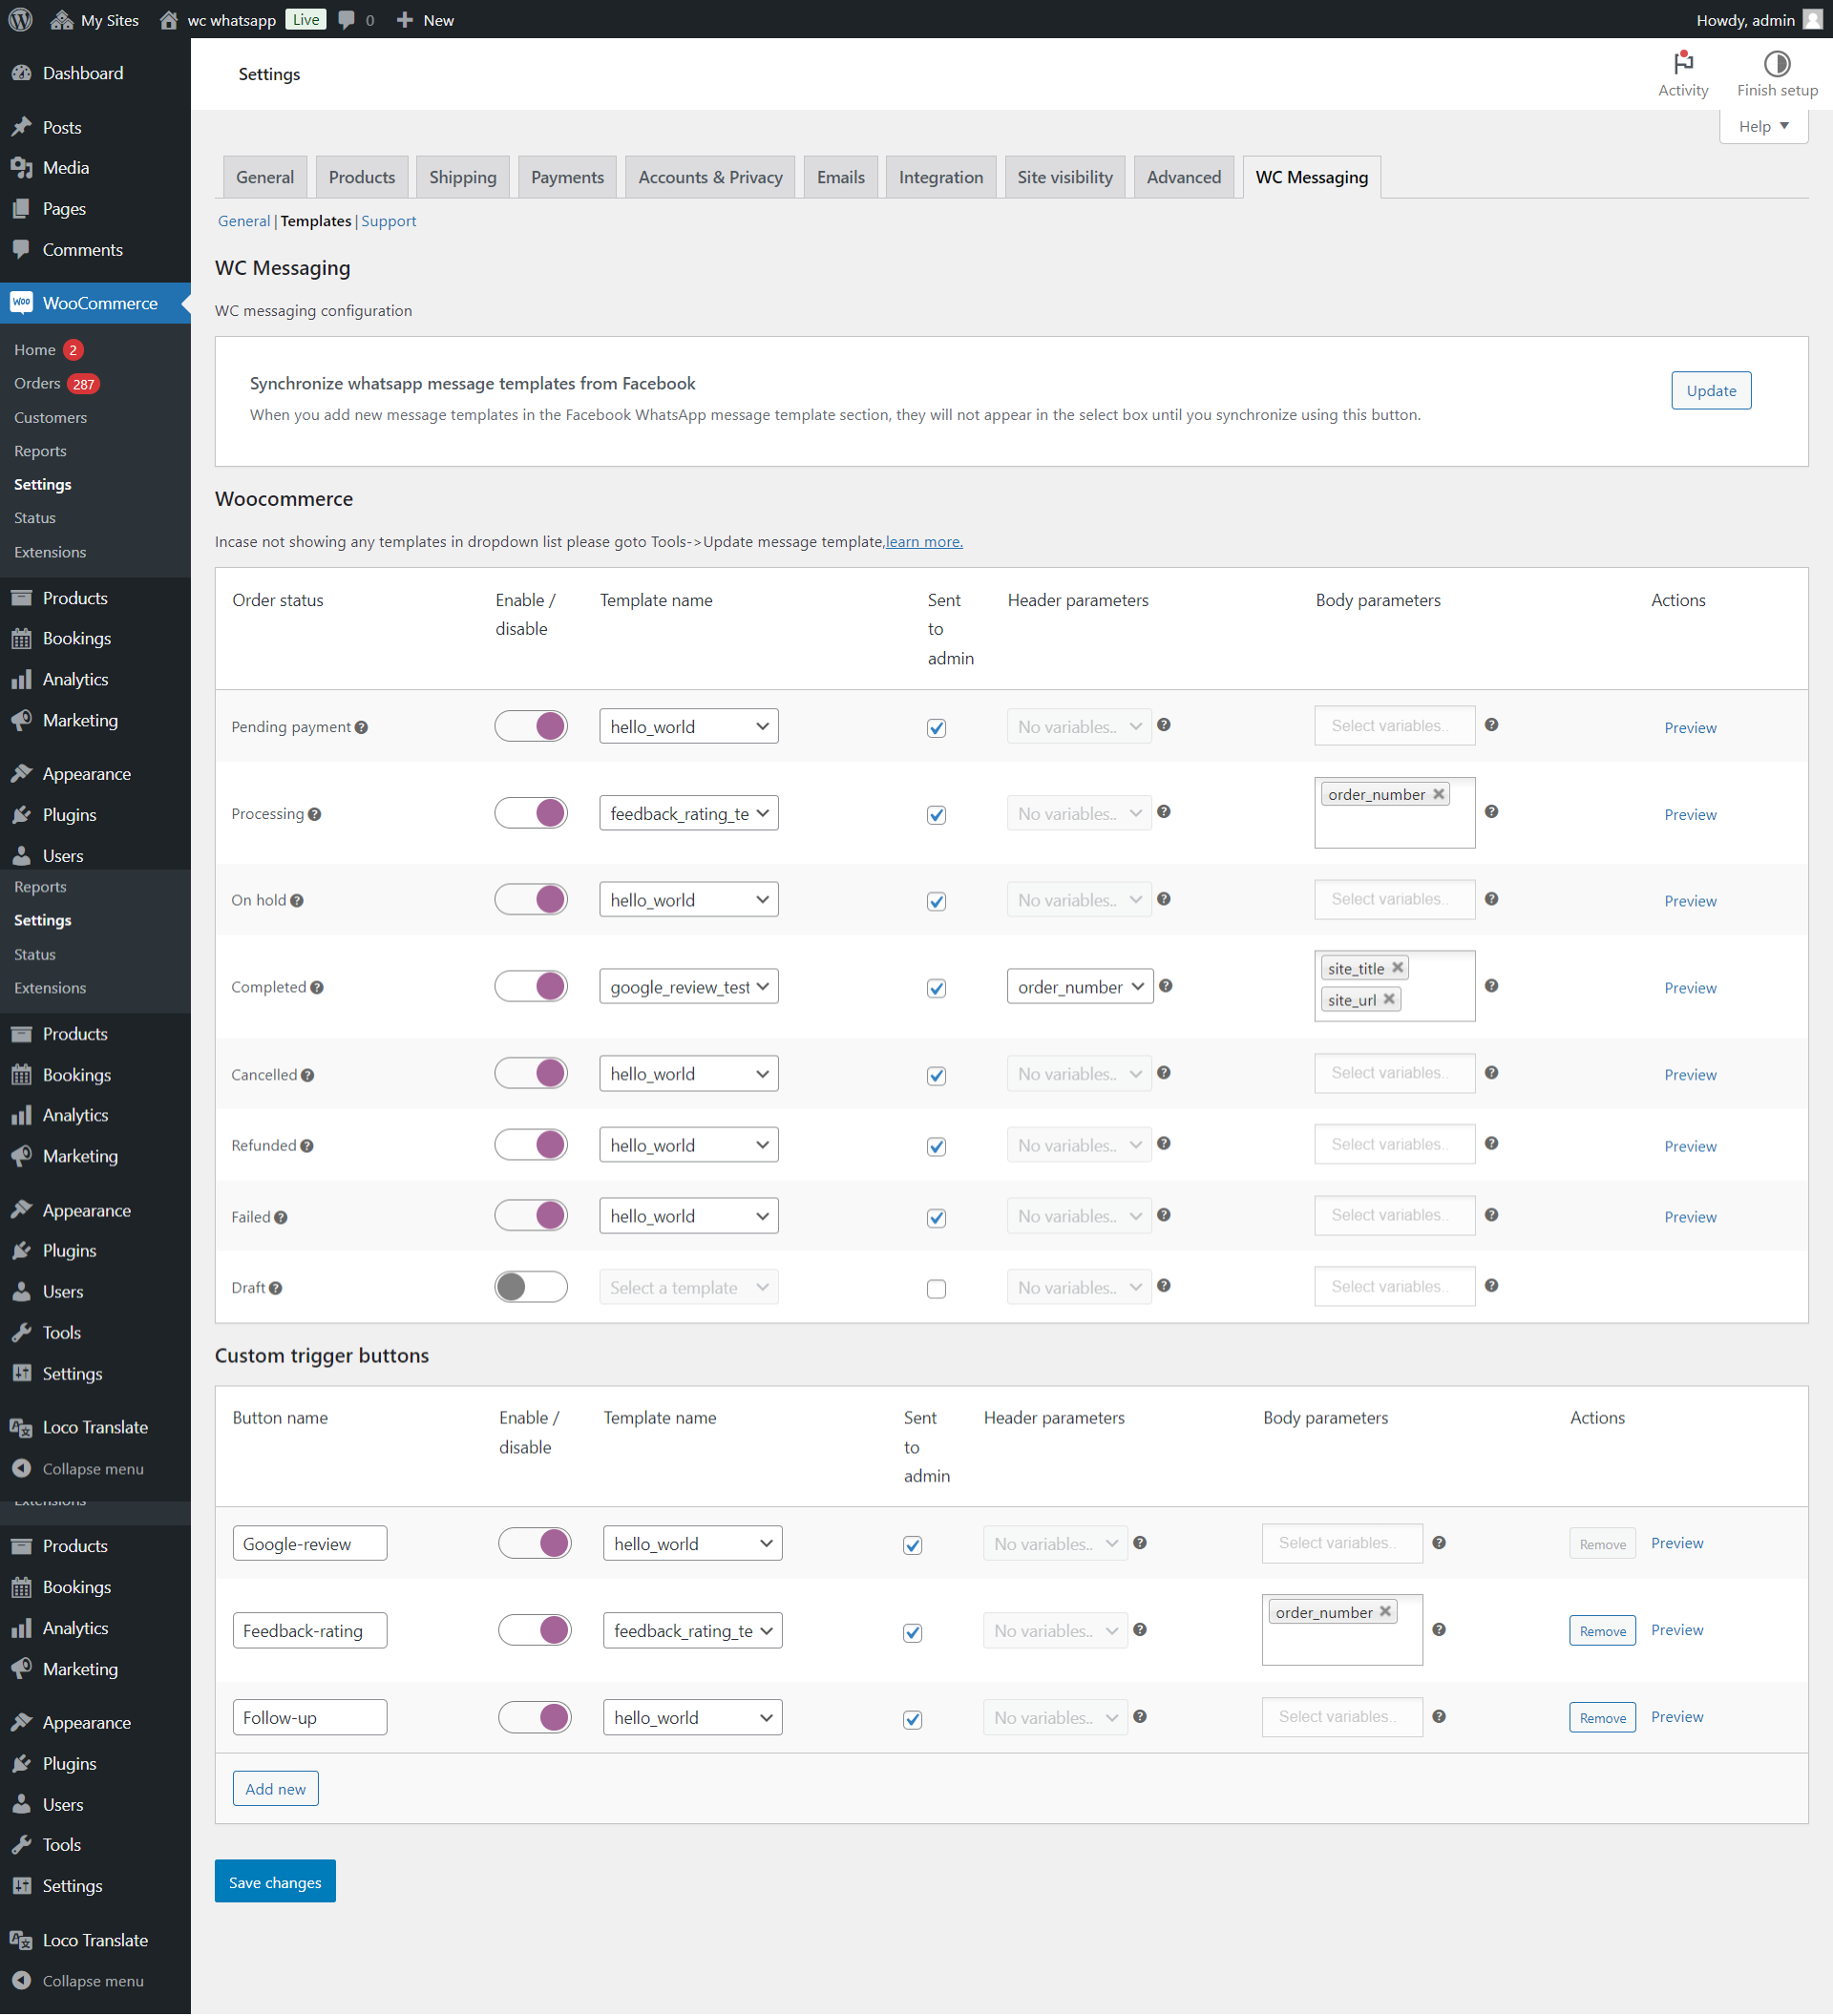 My Sites
wc whatsapp
Live
0
New
Howdy, admin
Dashboard
Posts
Media
Pages
Comments
WooCommerce
Home 2
Orders 287
Customers
Reports
Settings
Status
Extensions
Products
Bookings
Analytics
Marketing
Appearance
Plugins
Users
Reports
Settings
Status
Extensions
Products
Bookings
Analytics
Marketing
Appearance
Plugins
Users
Tools
Settings
Loco Translate
Collapse menu
Extensions
Products
Bookings
Analytics
Marketing
Appearance
Plugins
Users
Tools
Settings
Loco Translate
Collapse menu
Settings
Activity
Finish setup
Help
General
Products
Shipping
Payments
Accounts & Privacy
Emails
Integration
Site visibility
Advanced
WC Messaging
General | Templates | Support
WC Messaging
WC messaging configuration
Synchronize whatsapp message templates from Facebook
When you add new message templates in the Facebook WhatsApp message template section, they will not appear in the select box until you synchronize using this button.
Update
Woocommerce
Incase not showing any templates in dropdown list please goto Tools->Update message template,learn more.
Order status
Enable / disable
Template name
Sent to admin
Header parameters
Body parameters
Actions
Pending payment
hello_world
No variables..
Select variables..
Preview
Processing
feedback_rating_te
No variables..
order_number
Preview
On hold
hello_world
No variables..
Select variables..
Preview
Completed
google_review_test
order_number
site_title
site_url
Preview
Cancelled
hello_world
No variables..
Select variables..
Preview
Refunded
hello_world
No variables..
Select variables..
Preview
Failed
hello_world
No variables..
Select variables..
Preview
Draft
Select a template
No variables..
Select variables..
Custom trigger buttons
Button name
Enable / disable
Template name
Sent to admin
Header parameters
Body parameters
Actions
Google-review
hello_world
No variables..
Select variables..
Remove
Preview
Feedback-rating
feedback_rating_te
No variables..
order_number
Remove
Preview
Follow-up
hello_world
No variables..
Select variables..
Remove
Preview
Add new
Save changes